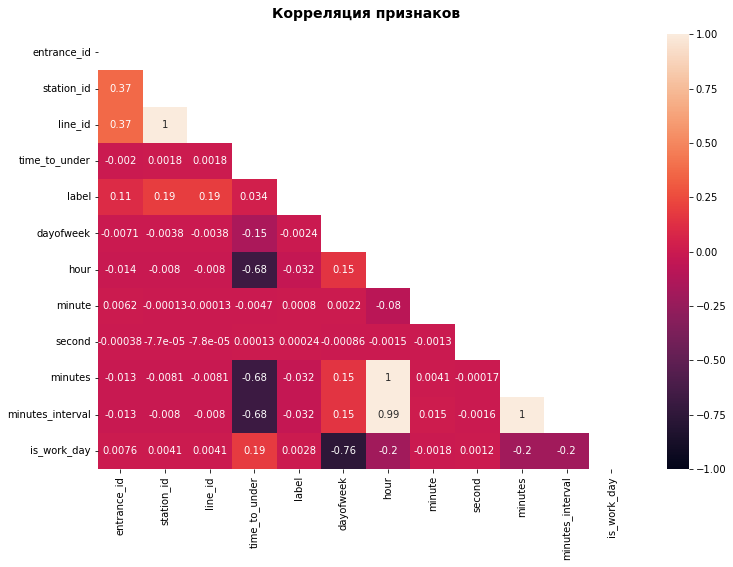 Корреляция признаков
entrance_id
station_id 0.37
line_id 0.37 1
time_to_under -0.002 0.0018 0.0018
label 0.11 0.19 0.19 0.034
dayofweek -0.0071 -0.0038 -0.0038 -0.15 -0.0024
hour -0.014 -0.008 -0.008 -0.68 -0.032 0.15
minute 0.0062 -0.00013 -0.00013 -0.0047 0.0008 0.0022 -0.08
second -0.00038 -7.7e-05 -7.8e-05 0.00013 0.00024 -0.00086 -0.0015 -0.0013
minutes -0.013 -0.0081 -0.0081 -0.68 -0.032 0.15 1 0.0041 -0.00017
minutes_interval -0.013 -0.008 -0.008 -0.68 -0.032 0.15 0.99 0.015 -0.0016 1
is_work_day 0.0076 0.0041 0.0041 0.19 0.0028 -0.76 -0.2 -0.0018 0.0012 -0.2 -0.2
entrance_id
station_id
line_id
time_to_under
label
dayofweek
hour
minute
second
minutes
minutes_interval
is_work_day
1.00
0.75
0.50
0.25
0.00
−0.25
−0.50
−0.75
−1.00